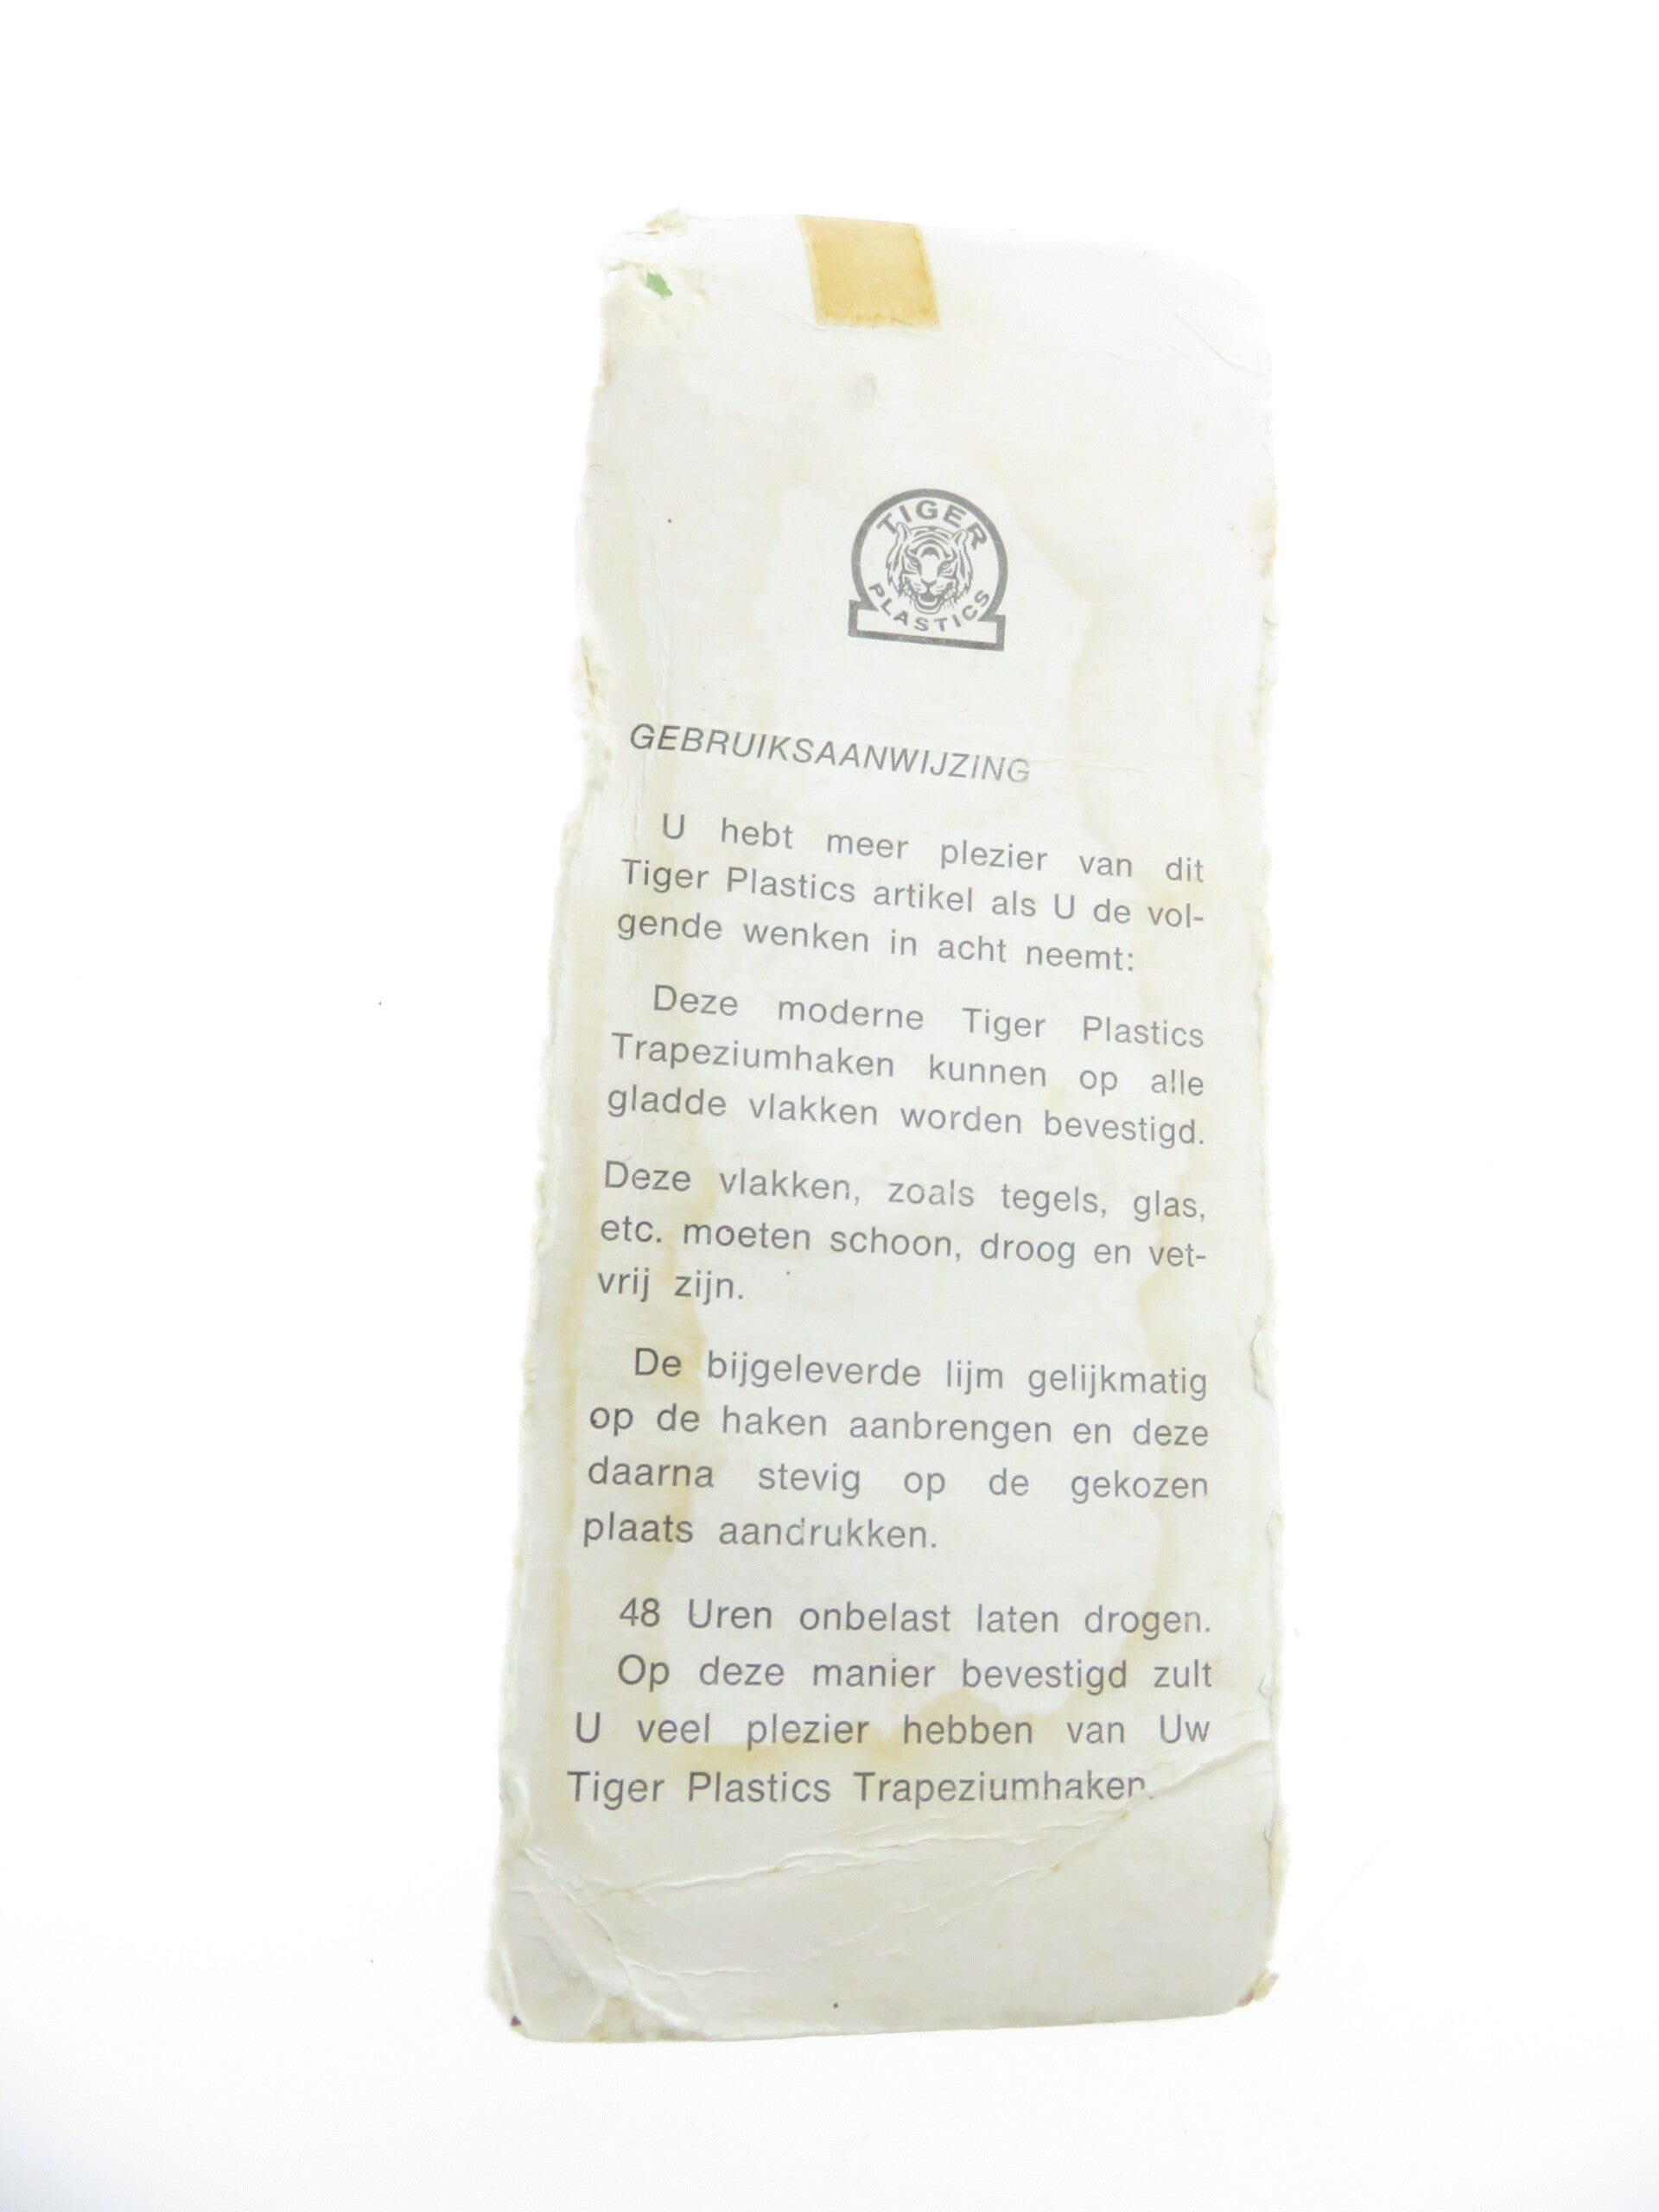 TIGER
PLASTICS
GEBRUIKSAANWIJZING
U hebt meer plezier van dit
Tiger Plastics artikel als U de vol-
gende wenken in acht neemt:
Deze moderne Tiger Plastics
Trapeziumhaken kunnen op alle
gladde vlakken worden bevestigd.
Deze vlakken, zoals tegels, glas,
etc. moeten schoon, droog en vet-
vrij zijn.
De bijgeleverde lijm gelijkmatig
op de haken aanbrengen en deze
daarna stevig op de gekozen
plaats aandrukken.
48 Uren onbelast laten drogen.
Op deze manier bevestigd zult
U veel plezier hebben van Uw
Tiger Plastics Trapeziumhaken.